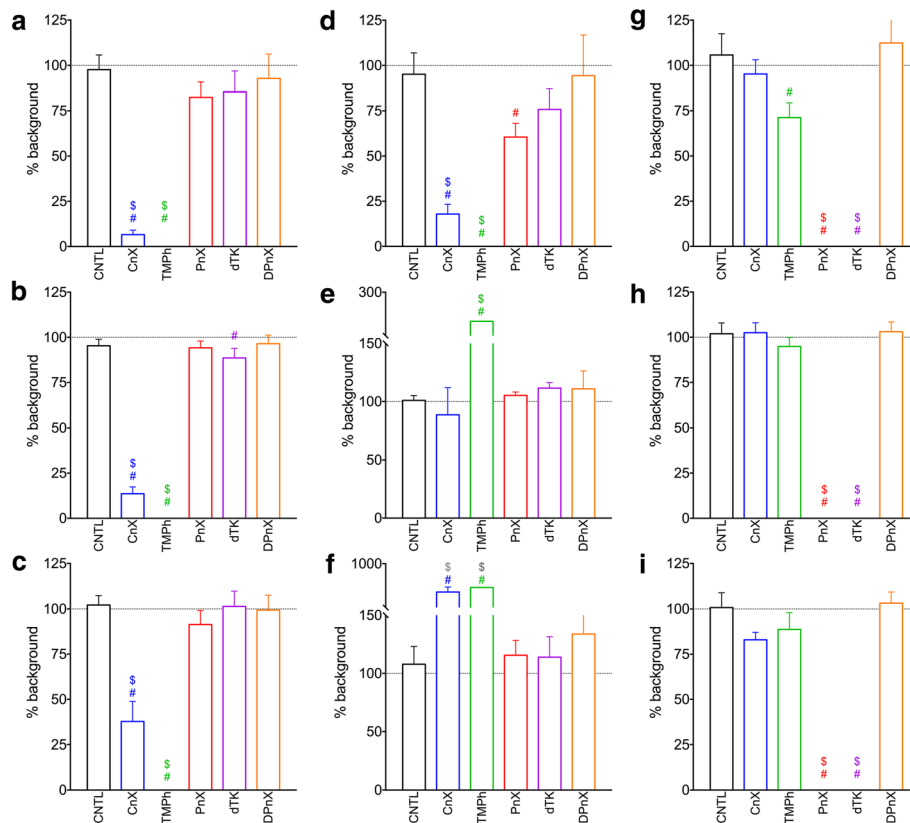 a
125
100
75
50
25
0
% background
$
#
$
#
CNTL
CnX
TMPh
PnX
dTK
DPnX
d
125
100
75
50
25
0
% background
$
#
$
#
#
CNTL
CnX
TMPh
PnX
dTK
DPnX
g
125
100
75
50
25
0
% background
#
$
#
$
#
CNTL
CnX
TMPh
PnX
dTK
DPnX
b
125
100
75
50
25
0
% background
$
#
$
#
#
CNTL
CnX
TMPh
PnX
dTK
DPnX
e
300
150
100
50
0
% background
$
#
CNTL
CnX
TMPh
PnX
dTK
DPnX
h
125
100
75
50
25
0
% background
$
#
$
#
CNTL
CnX
TMPh
PnX
dTK
DPnX
c
125
100
75
50
25
0
% background
$
#
$
#
CNTL
CnX
TMPh
PnX
dTK
DPnX
f
1000
150
100
50
0
% background
$
#
$
#
CNTL
CnX
TMPh
PnX
dTK
DPnX
i
125
100
75
50
25
0
% background
$
#
$
#
CNTL
CnX
TMPh
PnX
dTK
DPnX